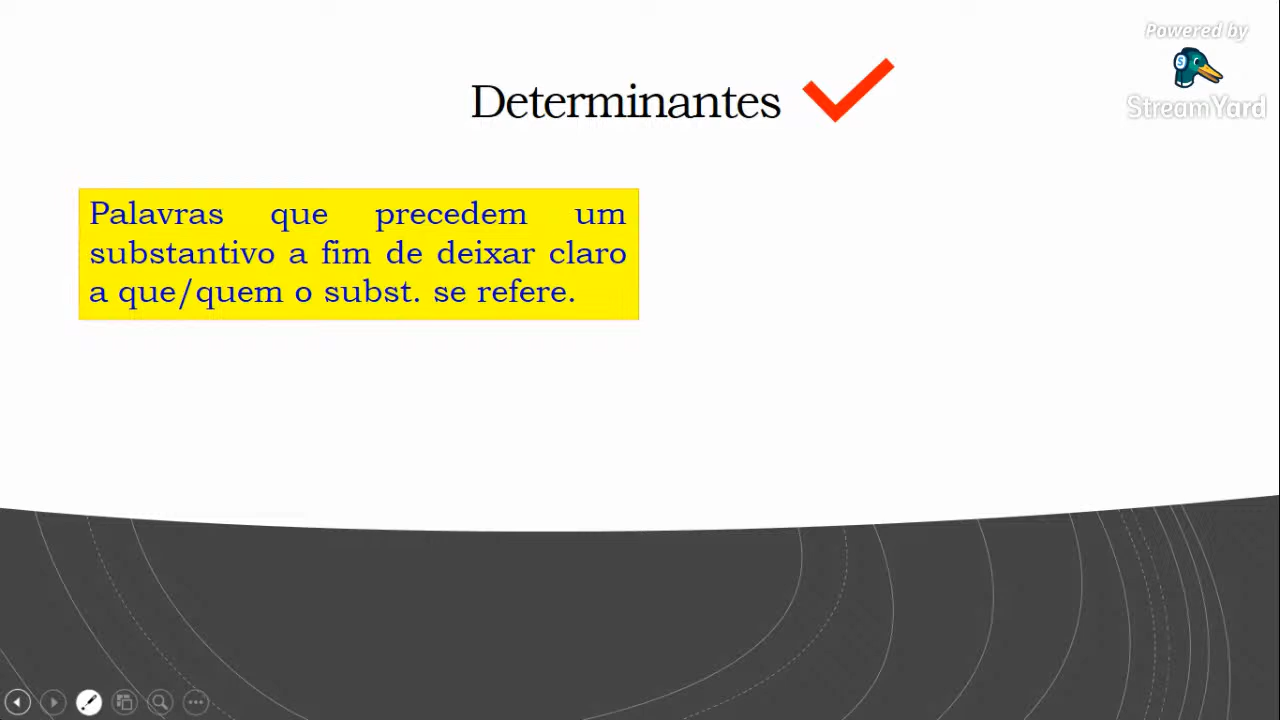 Powered by
StreamYard
Determinantes
Palavras que precedem um
substantivo a fim de deixar claro
a que/quem o subst. se refere.